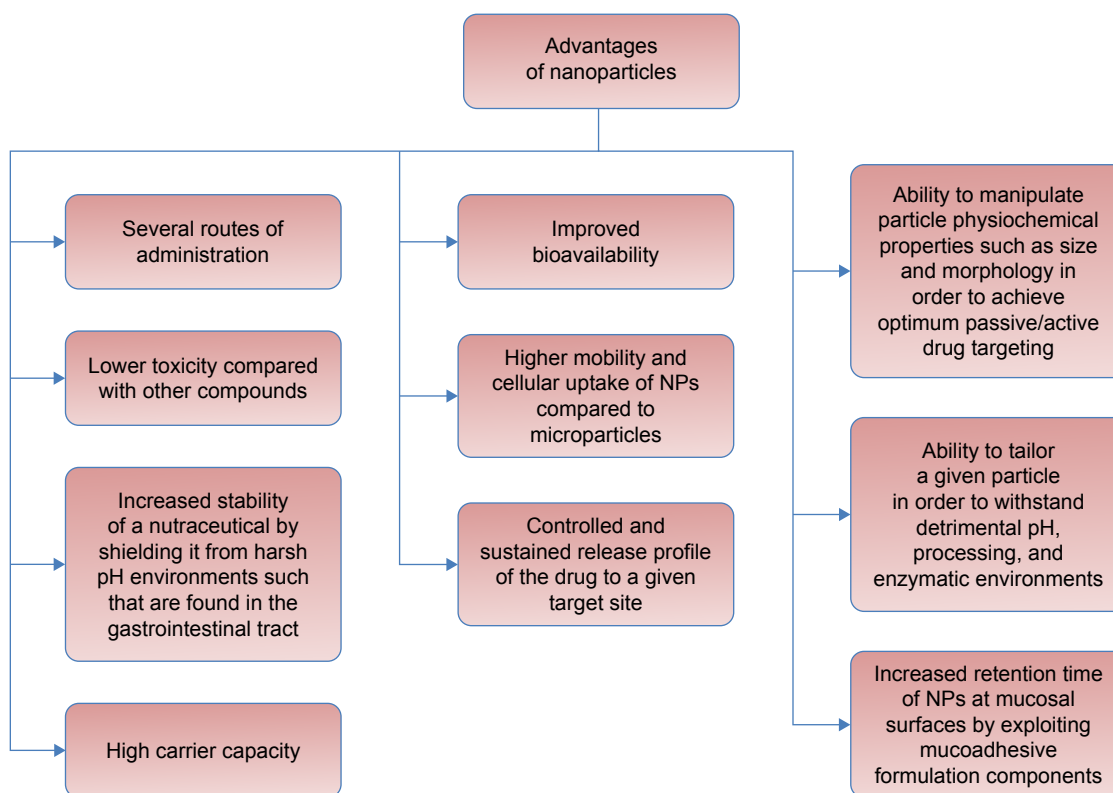 Advantages
of nanoparticles
Several routes of
administration
Lower toxicity compared
with other compounds
Increased stability
of a nutraceutical by
shielding it from harsh
pH environments such
that are found in the
gastrointestinal tract
High carrier capacity
Improved
bioavailability
Higher mobility and
cellular uptake of NPs
compared to
microparticles
Controlled and
sustained release profile
of the drug to a given
target site
Ability to manipulate
particle physiochemical
properties such as size
and morphology in
order to achieve
optimum passive/active
drug targeting
Ability to tailor
a given particle
in order to withstand
detrimental pH,
processing, and
enzymatic environments
Increased retention time
of NPs at mucosal
surfaces by exploiting
mucoadhesive
formulation components